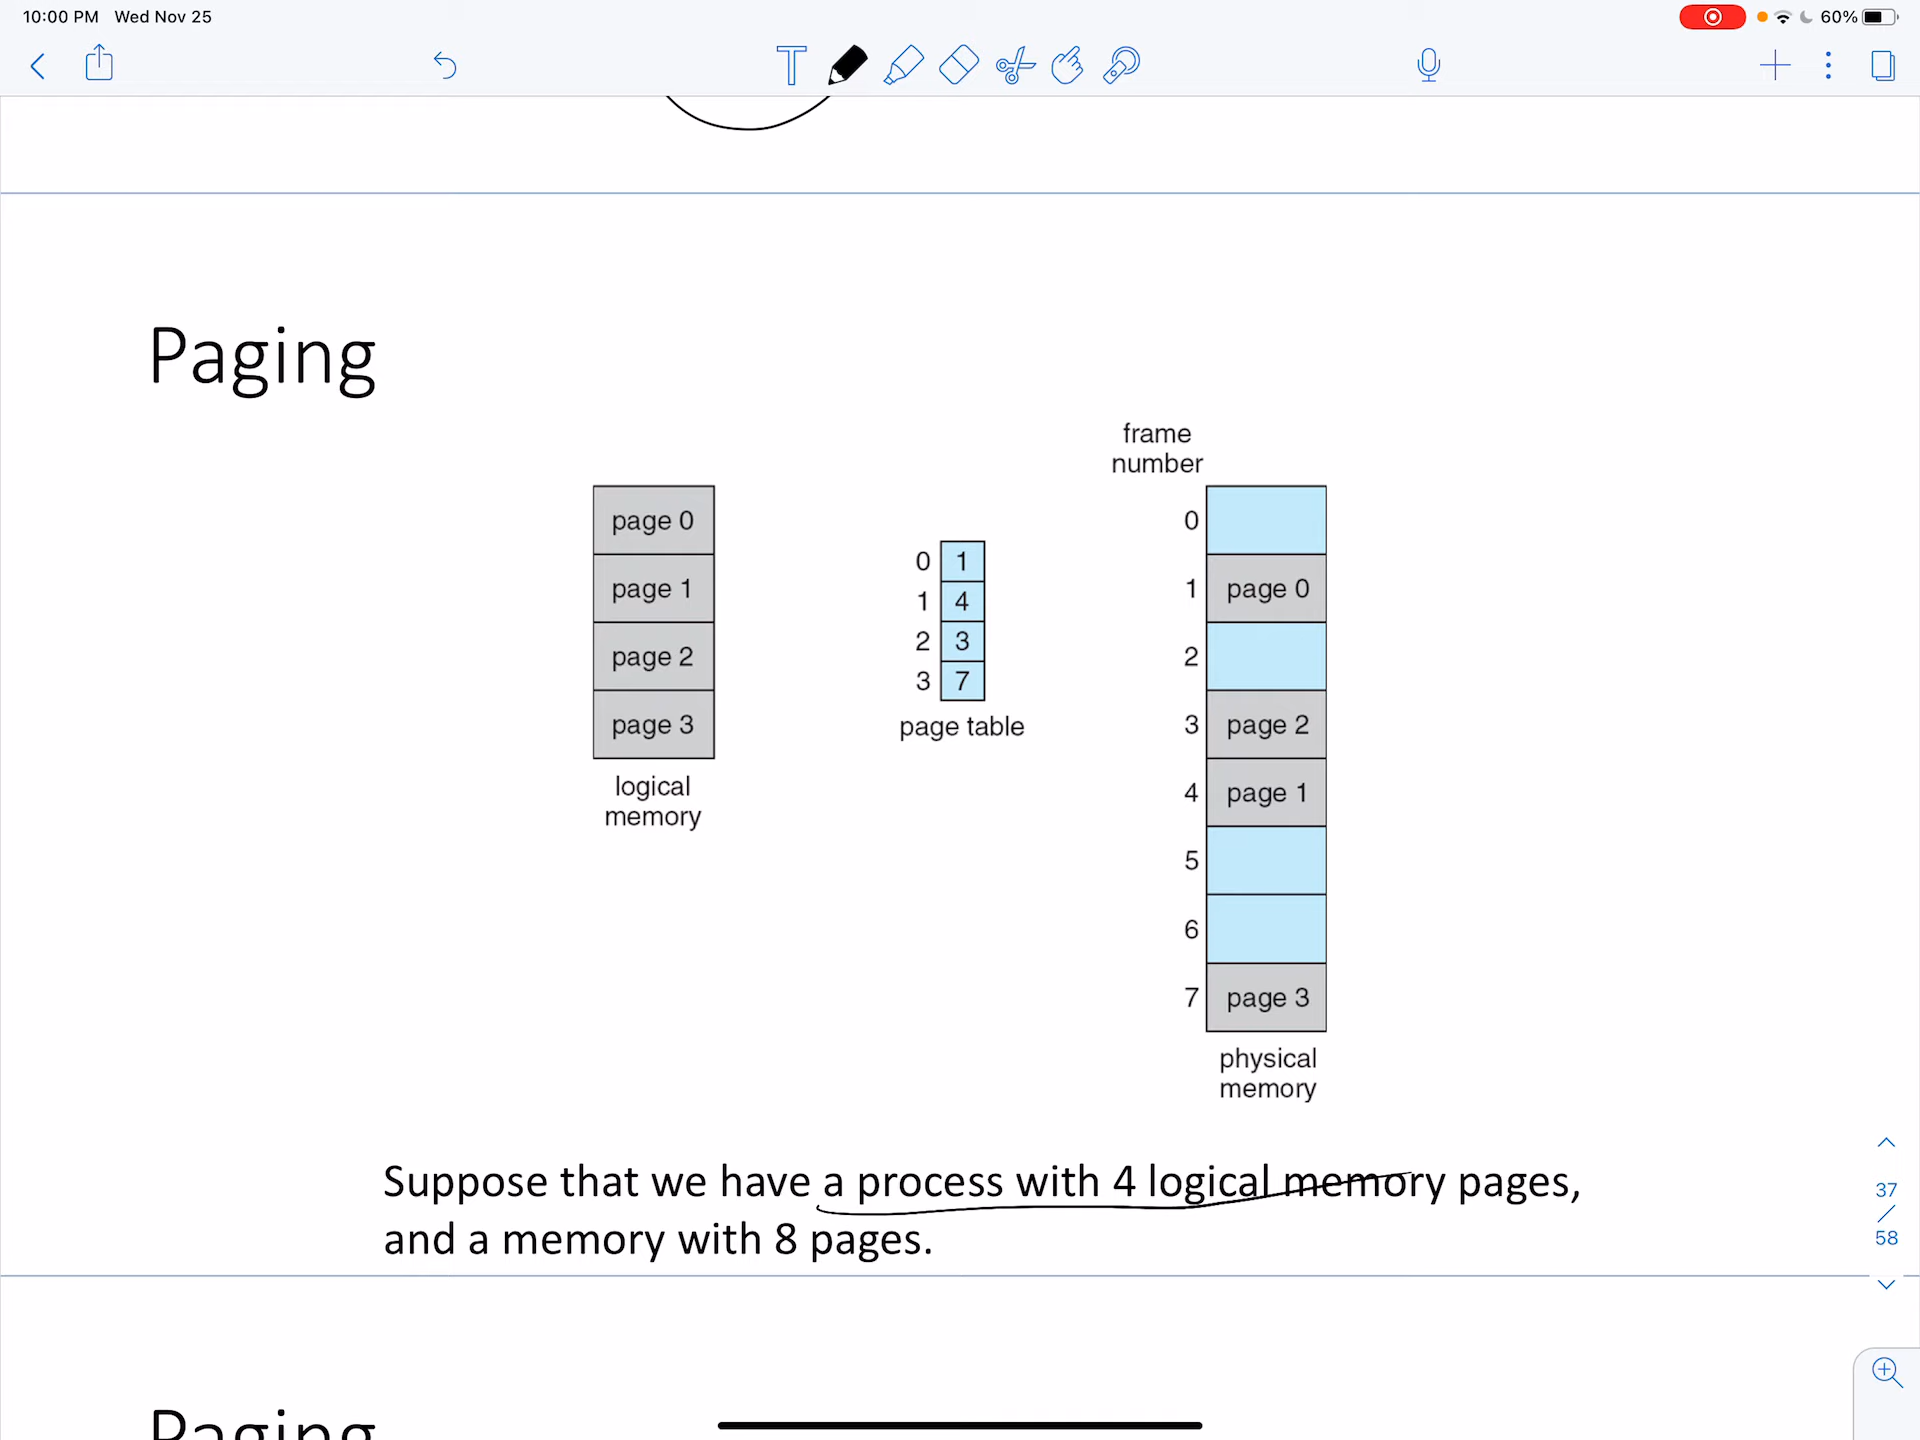 10:00 PM Wed Nov 25
60%
T
Paging
frame
number
page 0
page 1
page 2
page 3
logical
memory
0 1
1 4
2 3
3 7
page table
0
1 page 0
2
3 page 2
4 page 1
5
6
7 page 3
physical
memory
Suppose that we have a process with 4 logical memory pages,
and a memory with 8 pages.
37
/
58
Paging